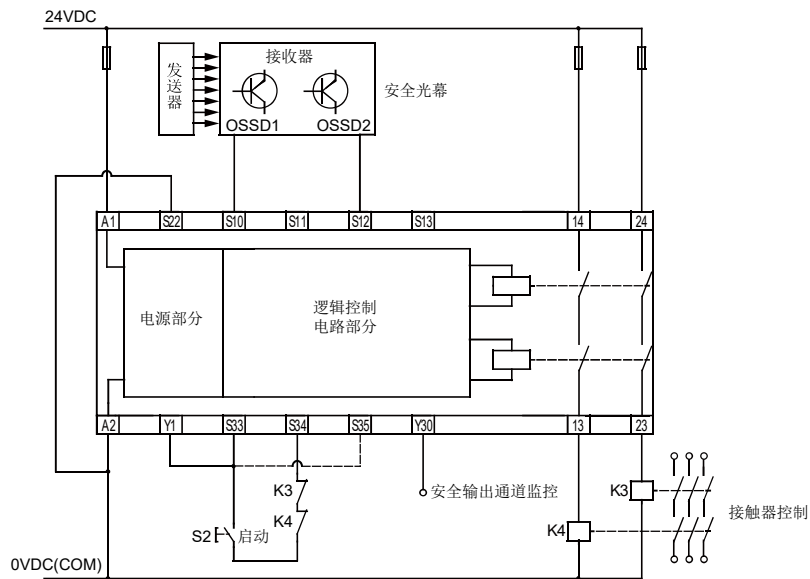 24VDC
发送器
接收器
OSSD1
OSSD2
安全光幕
A1
S22
S10
S11
S12
S13
14
24
电源部分
逻辑控制
电路部分
A2
Y1
S33
S34
S35
Y30
13
23
K3
K4
S2
启动
安全输出通道监控
K3
K4
接触器控制
0VDC(COM)